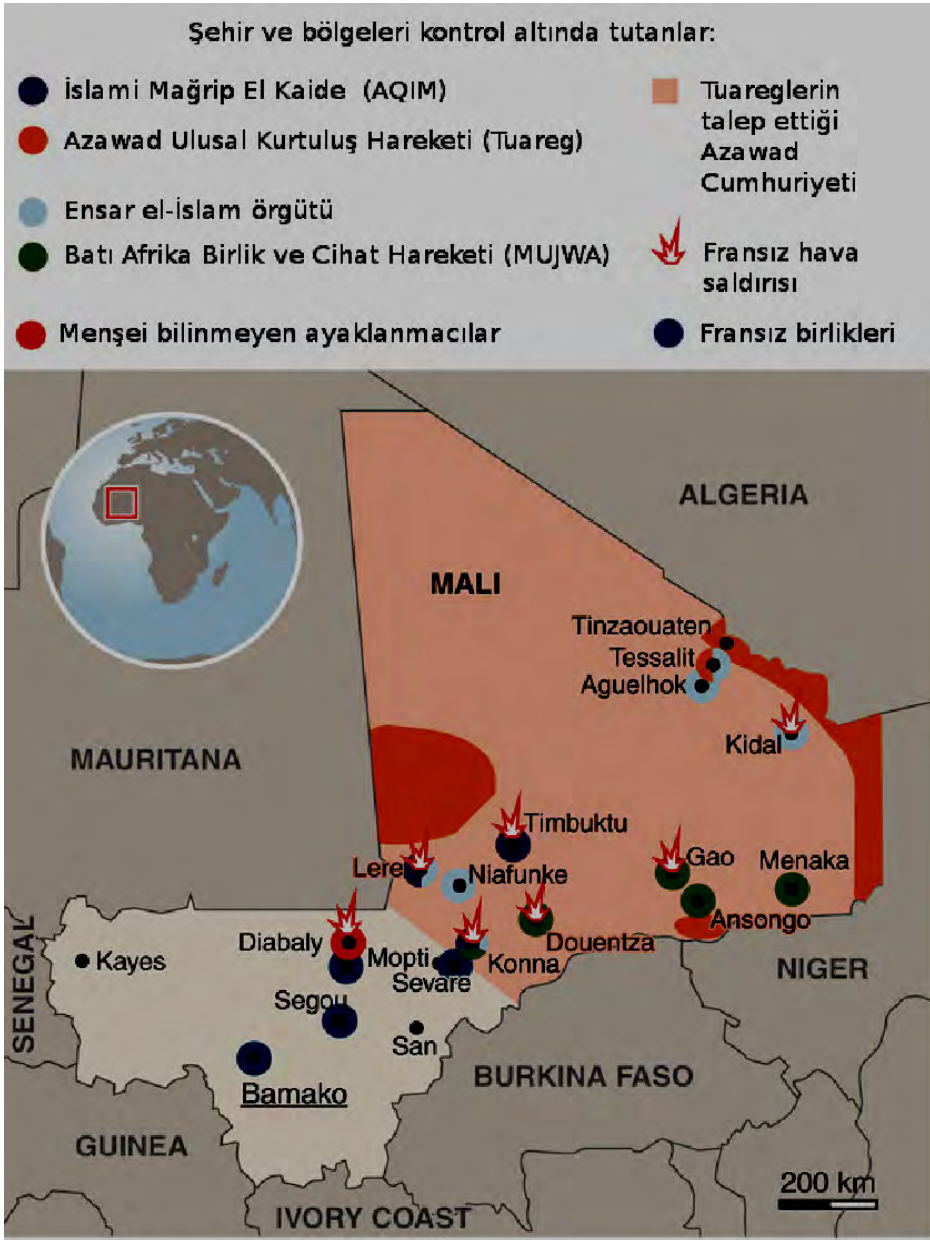 Şehir ve bölgeleri kontrol altında tutanlar:
İslami Mağrip El Kaide (AQIM)
Azawad Ulusal Kurtuluş Hareketi (Tuareg)
Ensar el-İslam örgütü
Batı Afrika Birlik ve Cihat Hareketi (MUJWA)
Menşei bilinmeyen ayaklanmacılar
Tuareglerin
talep ettiği
Azawad
Cumhuriyeti
Fransız hava
saldırısı
Fransız birlikleri
ALGERIA
MALI
Tinzaouaten
Tessalit
Aguelhok
Kidal
MAURITANA
Timbuktu
Lere
Niafunke
Gao
Menaka
Ansongo
Diabaly
Mopti
Sevare
Konna
Douentza
Kayes
SENEGAL
Segou
San
NIGER
Bamako
BURKINA FASO
GUINEA
200 km
IVORY COAST